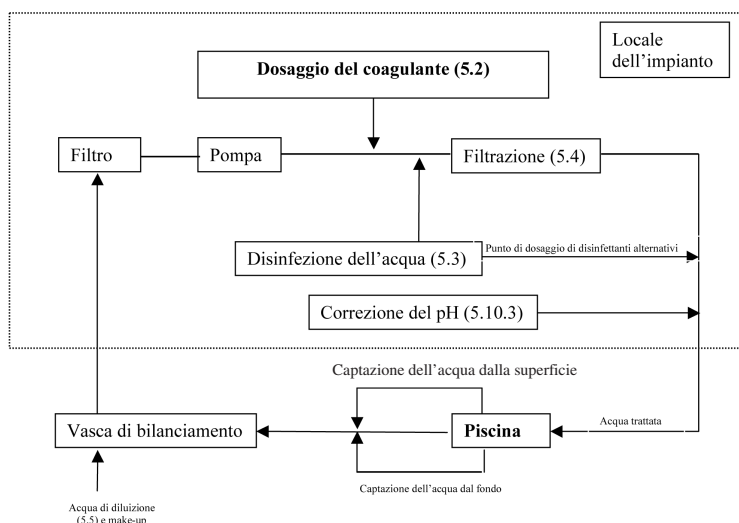 Locale
dell'impianto
Dosaggio del coagulante (5.2)
Filtro
Pompa
Filtrazione (5.4)
Disinfezione dell'acqua (5.3)
Punto di dosaggio di disinfettanti alternativi
Correzione del pH (5.10.3)
Captazione dell'acqua dalla superficie
Vasca di bilanciamento
Piscina
Acqua trattata
Captazione dell'acqua dal fondo
Acqua di diluizione
(5.5) e make-up